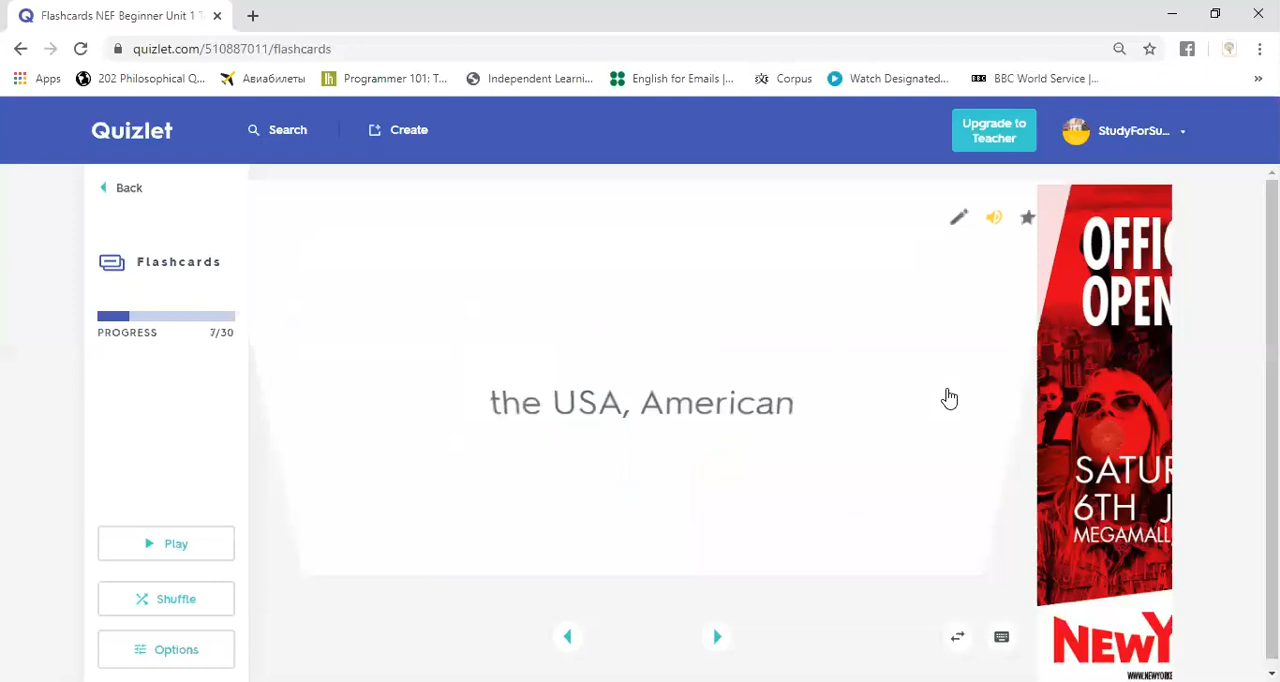 Flashcards NEF Beginner Unit 1
quizlet.com/510887011/flashcards
Apps
202 Philosophical Q...
Авиабилеты
Programmer 101: T...
Independent Learni...
English for Emails |...
Corpus
Watch Designated...
BBC World Service |...
»
Quizlet
Search
Create
Upgrade to
Teacher
StudyForSu...
Back
Flashcards
PROGRESS 7/30
Play
Shuffle
Options
the USA, American
OFFIC
OPEN
SATUR
6TH J
MEGAMALL,
NEWY
WWW.NEWYORKE